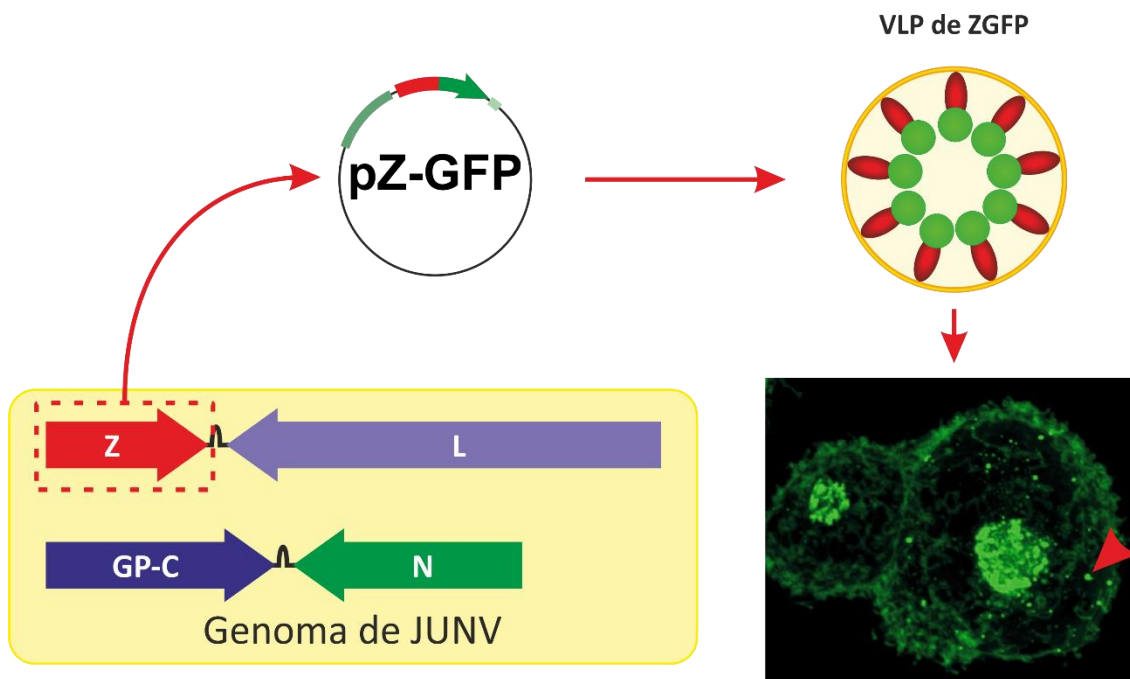 VLP de ZGFP
pZ-GFP
Z
L
GP-C
N
Genoma de JUNV